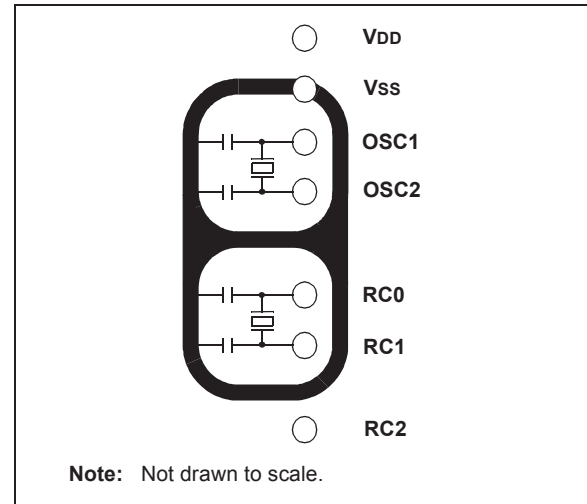 VDD
VSS
OSC1
OSC2
RC0
RC1
RC2
Note: Not drawn to scale.